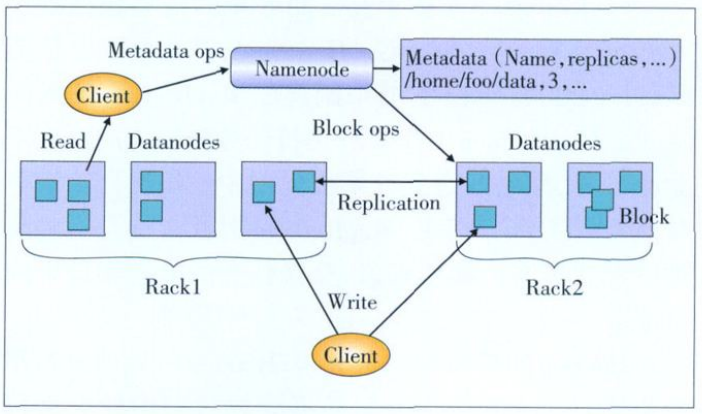 Metadata ops
Namenode
Metadata (Name,replicas,...)
/home/foo/data,3,...
Client
Block ops
Read
Datanodes
Datanodes
Replication
Block
Rack1
Rack2
Write
Client